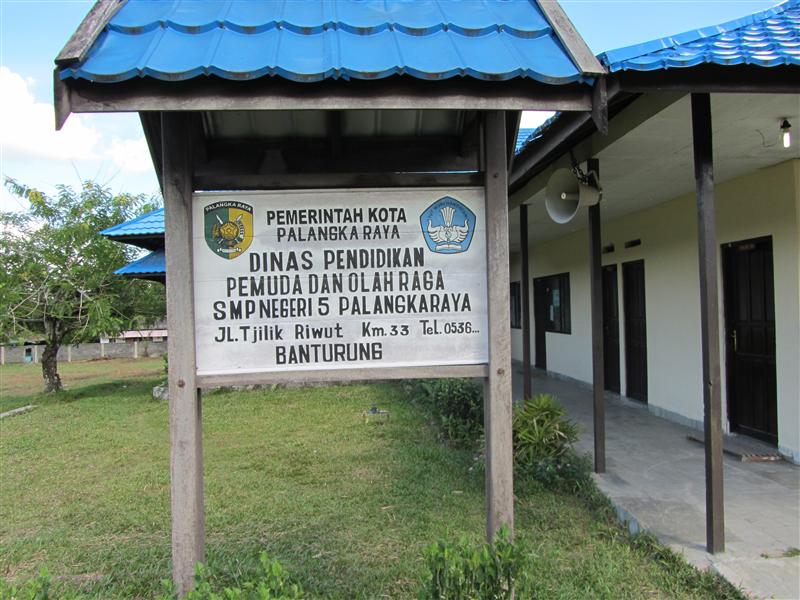 PALANGKA RAYA
PEMERINTAH KOTA
PALANGKA RAYA
DINAS PENDIDIKAN
PEMUDA DAN OLAH RAGA
SMP NEGERI 5 PALANGKARAYA
JL.TJILIK RIWUT KM.33 TEL.0536...
BANTURUNG